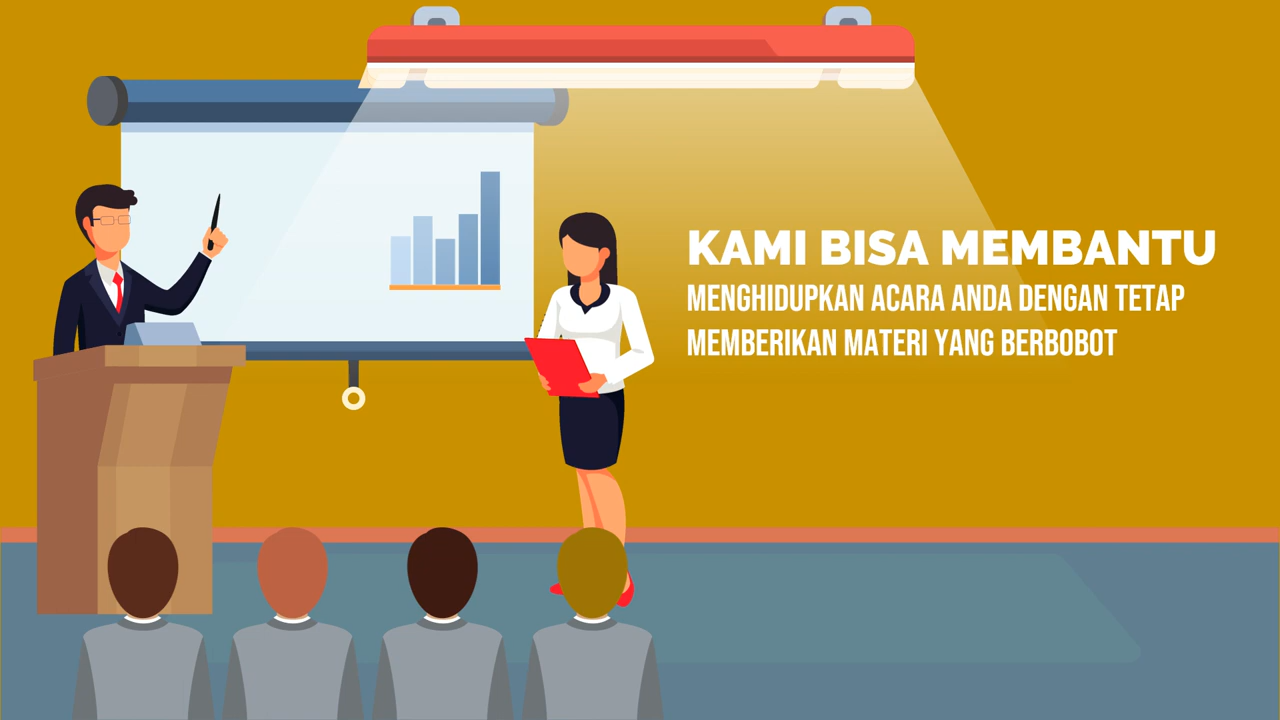 KAMI BISA MEMBANTU
MENGHIDUPKAN ACARA ANDA DENGAN TETAP
MEMBERIKAN MATERI YANG BERBOBOT